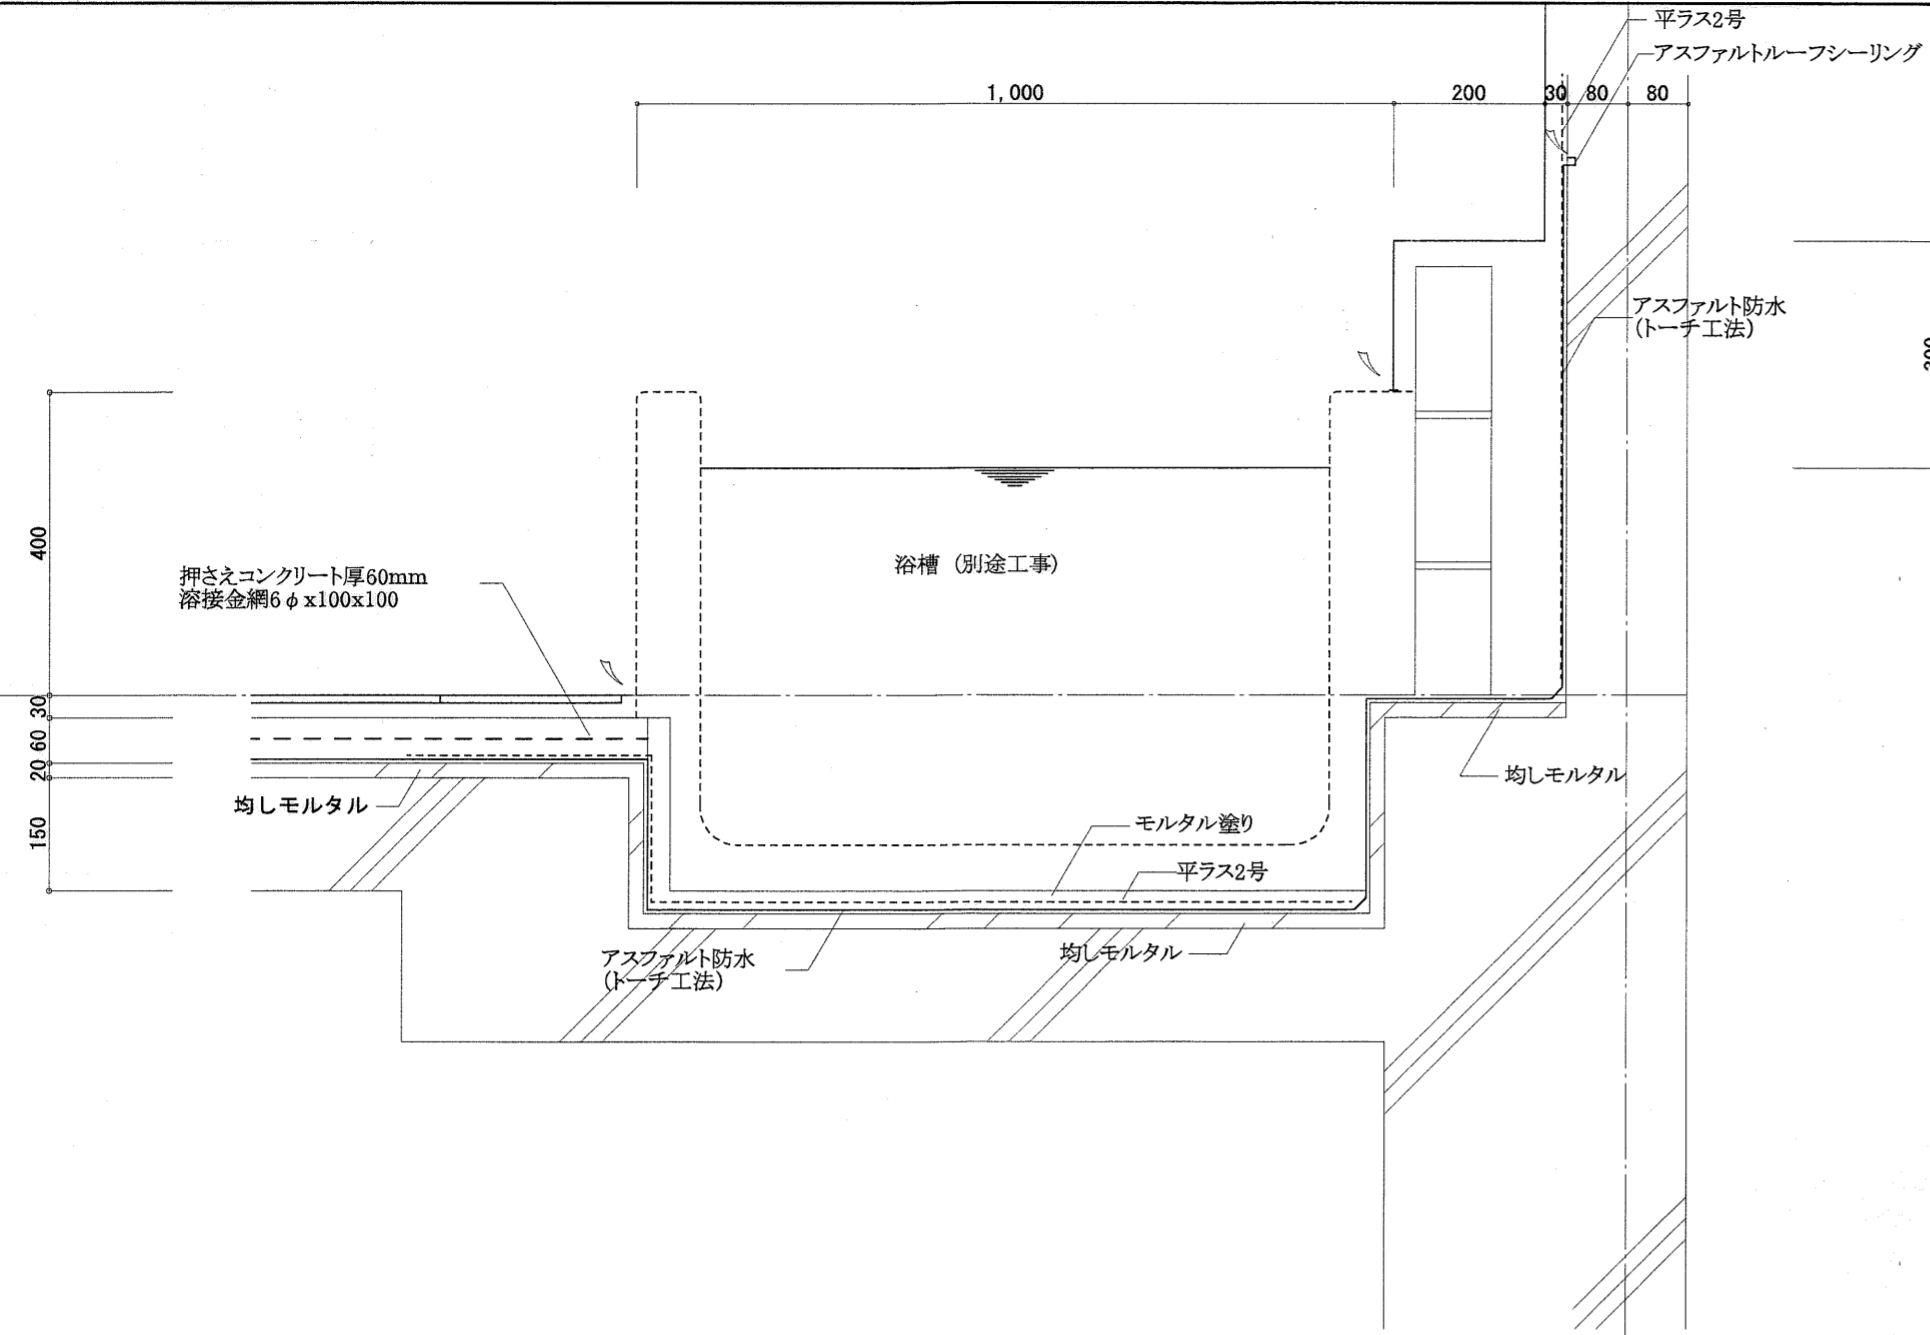 平ラス2号
アスファルトルーフシーリング
1,000
200
30
80
80
アスファルト防水
(トーチ工法)
400
浴槽 (別途工事)
押さえコンクリート厚60mm
溶接金網6φx100x100
30
60
20
150
均しモルタル
均しモルタル
モルタル塗り
平ラス2号
アスファルト防水
(トーチ工法)
均しモルタル